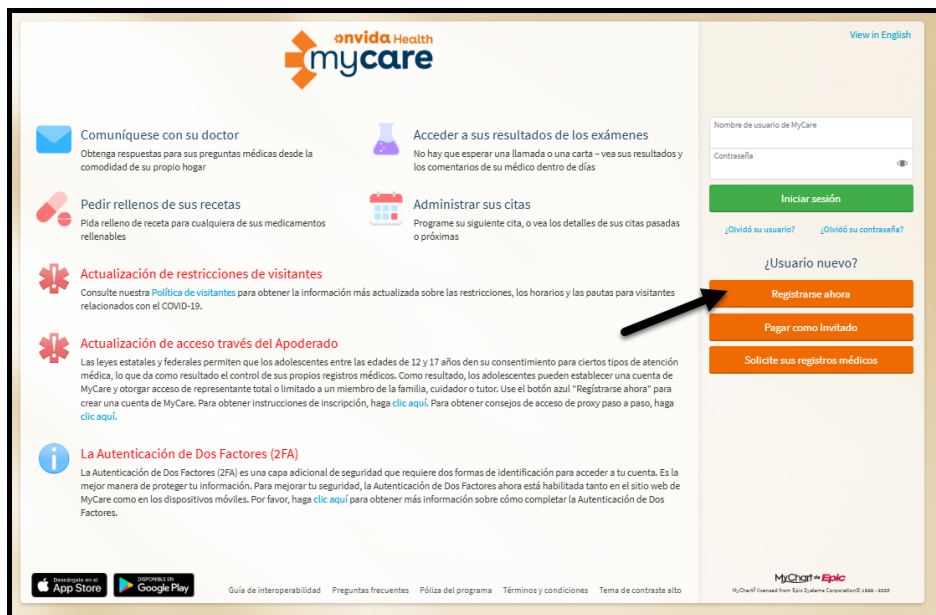 onvida Health
mycare
View in English
Comuníquese con su doctor
Obtenga respuestas para sus preguntas médicas desde la
comodidad de su propio hogar
Acceder a sus resultados de los exámenes
No hay que esperar una llamada o una carta – vea sus resultados y
los comentarios de su médico dentro de días
Pedir rellenos de sus recetas
Pida relleno de receta para cualquiera de sus medicamentos
rellenables
Administrar sus citas
Programe su siguiente cita, o vea los detalles de sus citas pasadas
o próximas
Actualización de restricciones de visitantes
Consulte nuestra Política de visitantes para obtener la información más actualizada sobre las restricciones, los horarios y las pautas para visitantes
relacionados con el COVID-19.
Actualización de acceso través del Apoderado
Las leyes estatales y federales permiten que los adolescentes entre las edades de 12 y 17 años den su consentimiento para ciertos tipos de atención
médica, lo que da como resultado el control de sus propios registros médicos. Como resultado, los adolescentes pueden establecer una cuenta de
MyCare y otorgar acceso de representante total o limitado a un miembro de la familia, cuidador o tutor. Use el botón azul "Regístrarse ahora" para
crear una cuenta de MyCare. Para obtener instrucciones de inscripción, haga clic aquí. Para obtener consejos de acceso de proxy paso a paso, haga
clic aquí.
La Autenticación de Dos Factores (2FA)
La Autenticación de Dos Factores (2FA) es una capa adicional de seguridad que requiere dos formas de identificación para acceder a tu cuenta. Es la
mejor manera de proteger tu información. Para mejorar tu seguridad, la Autenticación de Dos Factores ahora está habilitada tanto en el sitio web de
MyCare como en los dispositivos móviles. Por favor, haga clic aquí para obtener más información sobre cómo completar la Autenticación de Dos
Factores.
Nombre de usuario de MyCare
Contraseña
Iniciar sesión
¿Olvidó su usuario? ¿Olvidó su contraseña?
¿Usuario nuevo?
Registrarse ahora
Pagar como Invitado
Solicite sus registros médicos
Descárgalo en el
App Store
DISPONIBLE EN
Google Play
Guía de interoperabilidad Preguntas frecuentes Póliza del programa Términos y condiciones Tema de contraste alto
MyChart de Epic
MyChart® licensed from Epic Systems Corporation© 1999 - 2025